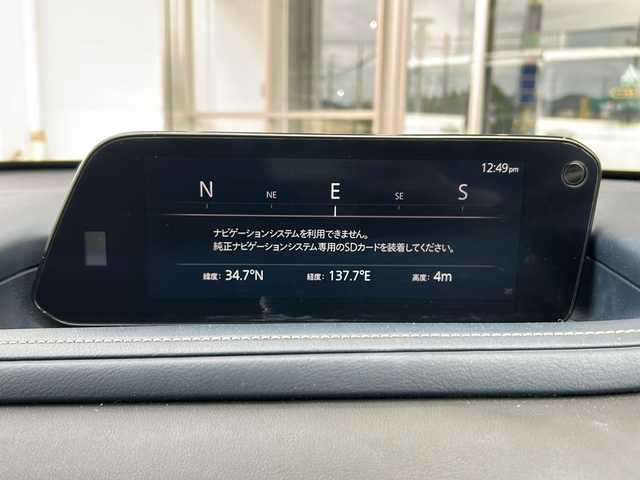 12:49pm
N NE E SE S
ナビゲーションシステムを利用できません。
純正ナビゲーションシステム専用のSDカードを装着してください。
緯度: 34.7°N 経度: 137.7°E 高度: 4m